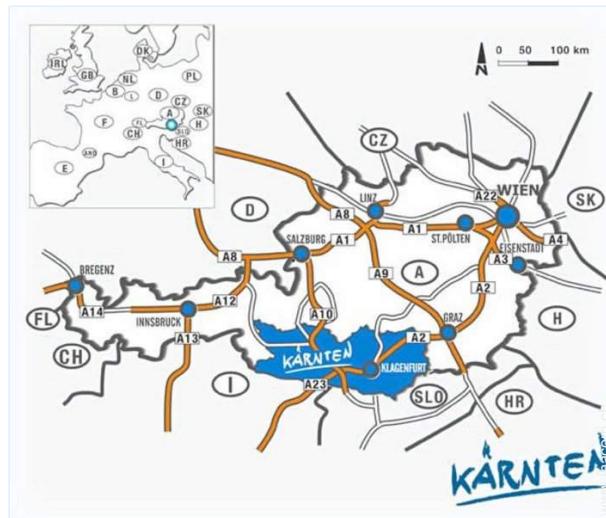 DK
IRL
GB
NL
PL
B
L
D
CZ
A
SK
F
FL
CH
H
SLO
HR
AND
E
I
N
0 50 100 km
CZ
WIEN
A22
SK
D
LINZ
A8
A1
ST.PÖLTEN
A4
EISENSTADT
A3
SALZBURG
A1
A8
A9
A
A2
BREGENZ
A12
A10
FL
A14
INNSBRUCK
GRAZ
H
A13
CH
KÄRNTEN
A2
KLAGENFURT
I
A23
SLO
HR
KÄRNTEN